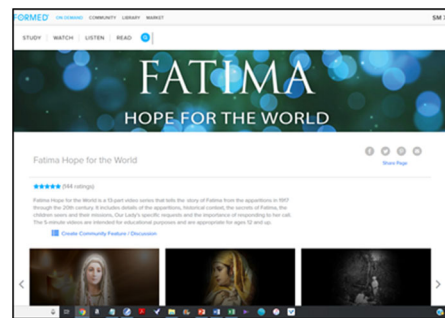 FORMED ON DEMAND COMMUNITY LIBRARY MARKET SM
STUDY WATCH LISTEN READ
FATIMA
HOPE FOR THE WORLD
Fatima Hope for the World
Share Page
(144 ratings)
Fatima Hope for the World is a 13-part video series that tells the story of Fatima from the apparitions in 1917
through the 20th century. It includes details of the apparitions, historical context, the secrets of Fatima, the
children seers and their missions, Our Lady's specific requests and the importance of responding to her call.
The 5-minute videos are intended for educational purposes and are appropriate for ages 12 and up.
Create Community Feature / Discussion